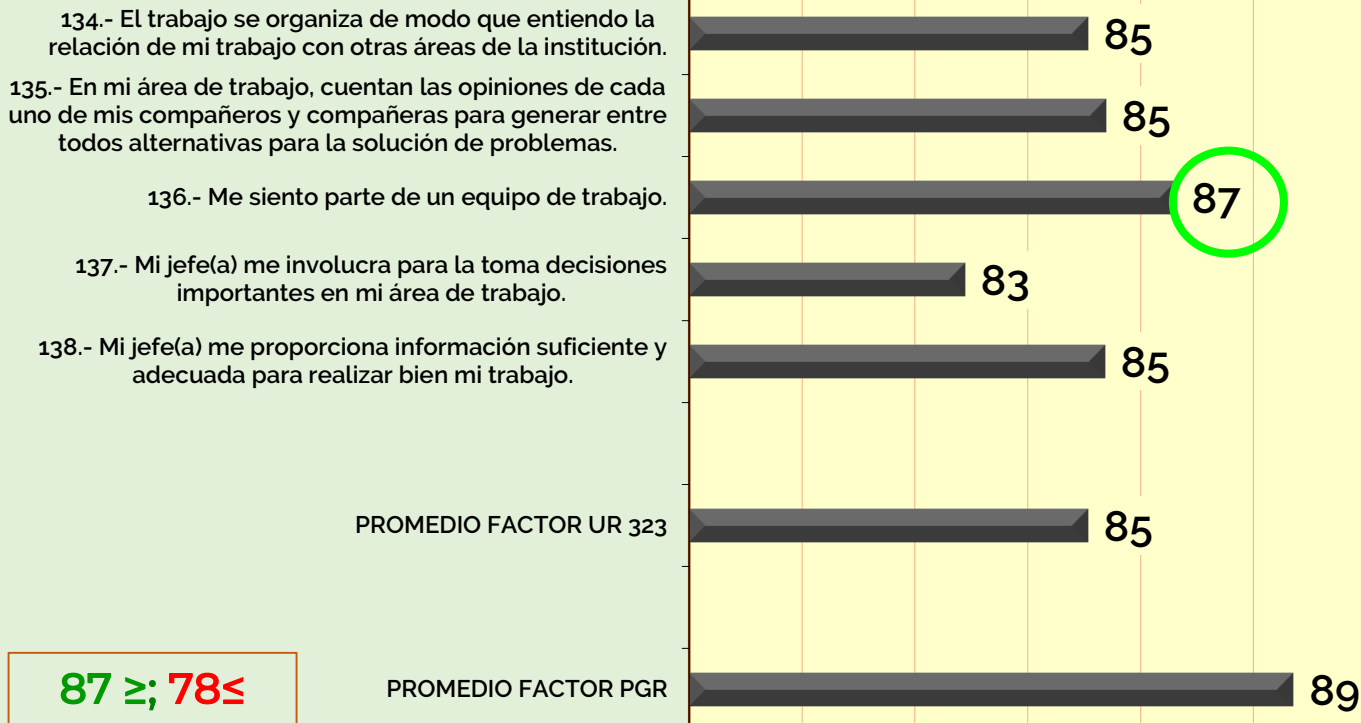 134.- El trabajo se organiza de modo que entiendo la
relación de mi trabajo con otras áreas de la institución.
85
135.- En mi área de trabajo, cuentan las opiniones de cada
uno de mis compañeros y compañeras para generar entre
todos alternativas para la solución de problemas.
85
136.- Me siento parte de un equipo de trabajo.
87
137.- Mi jefe(a) me involucra para la toma decisiones
importantes en mi área de trabajo.
83
138.- Mi jefe(a) me proporciona información suficiente y
adecuada para realizar bien mi trabajo.
85
PROMEDIO FACTOR UR 323
85
87 ≥; 78≤
PROMEDIO FACTOR PGR
89